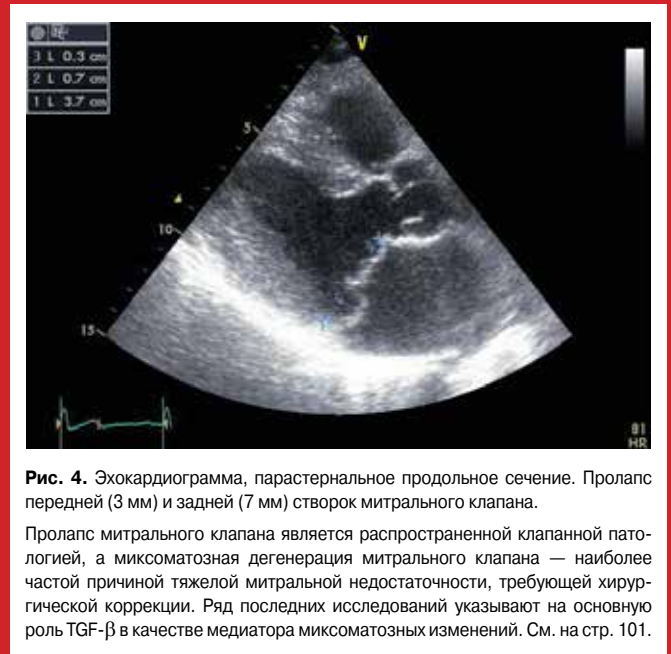 V
3 L 0.3 cm
2 L 0.7 cm
1 L 3.7 cm
5
10
15
81
HR
Рис. 4. Эхокардиограмма, парастернальное продольное сечение. Пролапс
передней (3 мм) и задней (7 мм) створок митрального клапана.
Пролапс митрального клапана является распространенной клапанной пато-
логией, а миксоматозная дегенерация митрального клапана — наиболее
частой причиной тяжелой митральной недостаточности, требующей хирур-
гической коррекции. Ряд последних исследований указывают на основную
роль TGF-β в качестве медиатора миксоматозных изменений. См. на стр. 101.